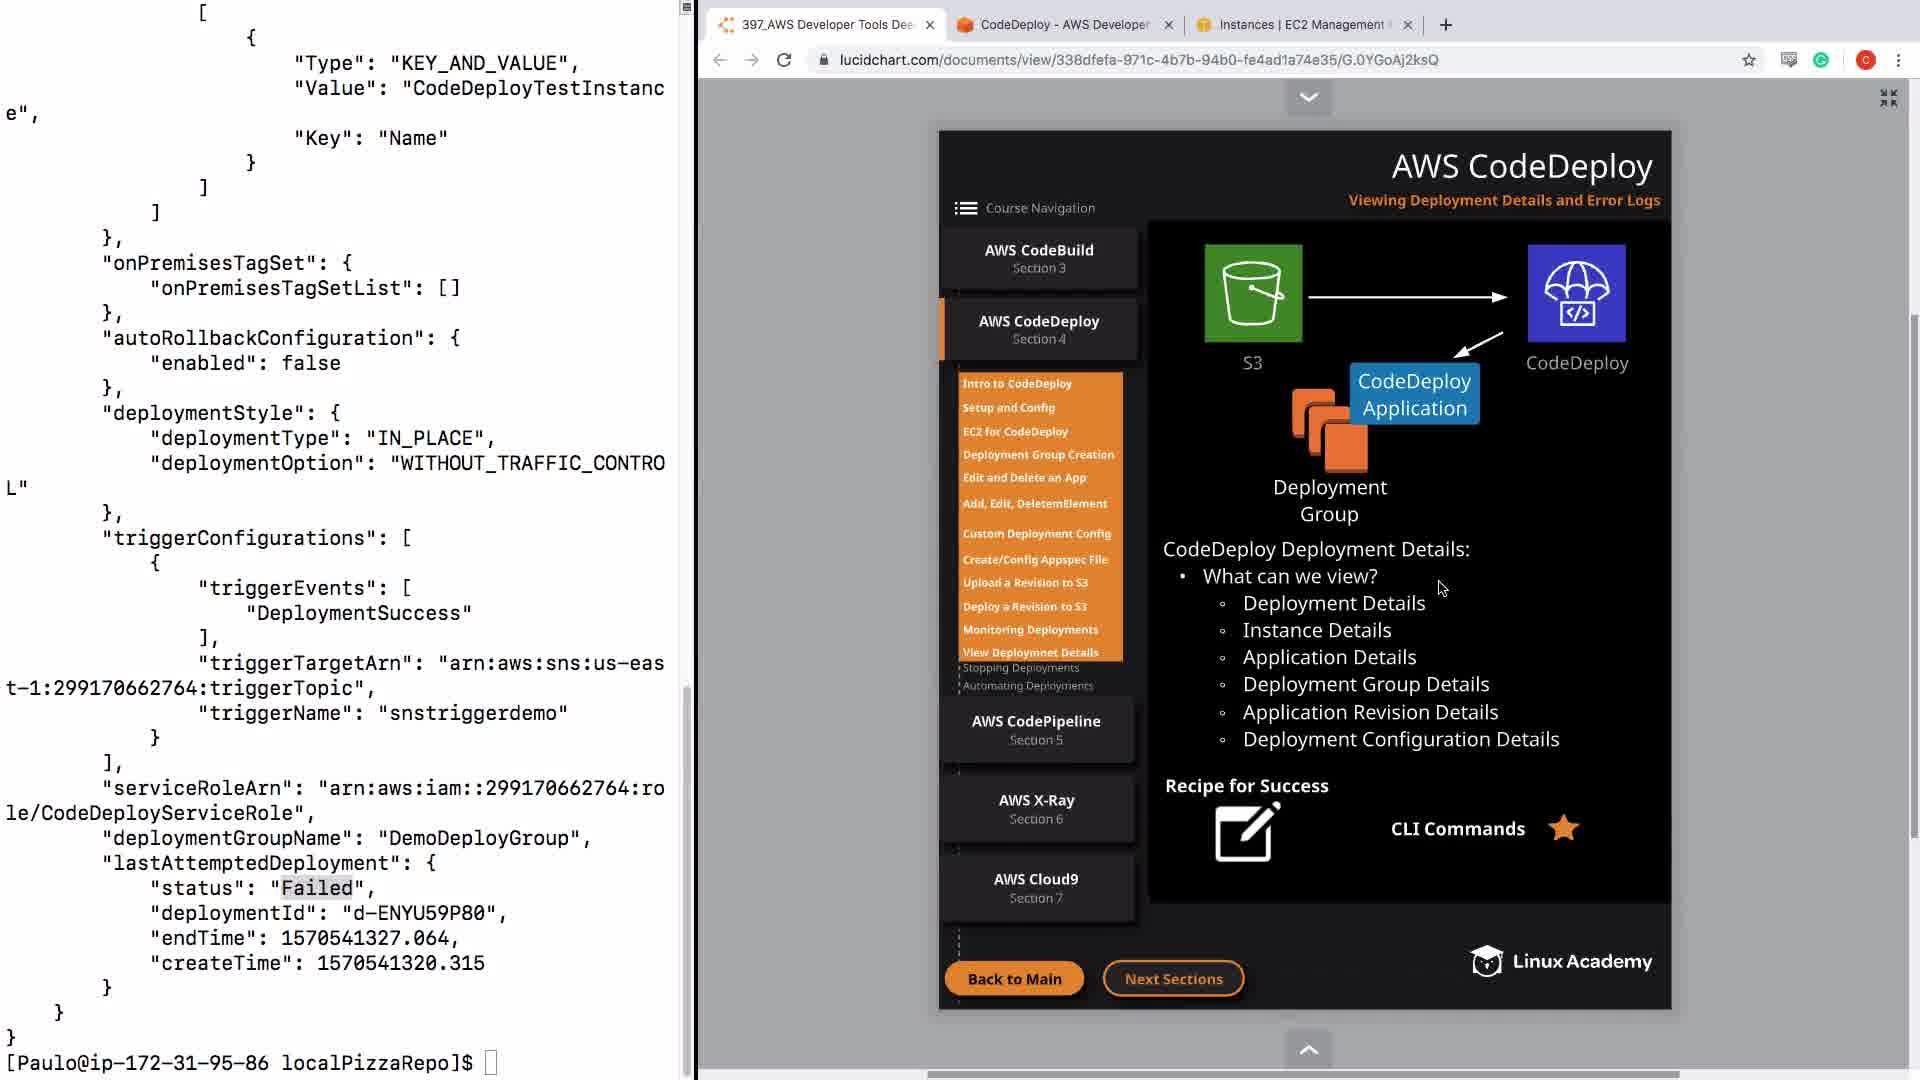 [
{
"Type": "KEY_AND_VALUE",
"Value": "CodeDeployTestInstanc
e",
"Key": "Name"
}
]
]
},
"onPremisesTagSet": {
"onPremisesTagSetList": []
},
"autoRollbackConfiguration": {
"enabled": false
},
"deploymentStyle": {
"deploymentType": "IN_PLACE",
"deploymentOption": "WITHOUT_TRAFFIC_CONTRO
L"
},
"triggerConfigurations": [
{
"triggerEvents": [
"DeploymentSuccess"
],
"triggerTargetArn": "arn:aws:sns:us-eas
t-1:299170662764:triggerTopic",
"triggerName": "snstriggerdemo"
}
],
"serviceRoleArn": "arn:aws:iam::299170662764:ro
le/CodeDeployServiceRole",
"deploymentGroupName": "DemoDeployGroup",
"lastAttemptedDeployment": {
"status": "Failed",
"deploymentId": "d-ENYU59P80",
"endTime": 1570541327.064,
"createTime": 1570541320.315
}
}
}
[Paulo@ip-172-31-95-86 localPizzaRepo]$
397_AWS Developer Tools Dee
CodeDeploy - AWS Developer
Instances | EC2 Management
lucidchart.com/documents/view/338dfefa-971c-4b7b-94b0-fe4ad1a74e35/G.0YGoAj2ksQ
C
AWS CodeDeploy
Viewing Deployment Details and Error Logs
Course Navigation
AWS CodeBuild
Section 3
AWS CodeDeploy
Section 4
Intro to CodeDeploy
Setup and Config
EC2 for CodeDeploy
Deployment Group Creation
Edit and Delete an App
Add, Edit, DeletemElement
Custom Deployment Config
Create/Config Appspec File
Upload a Revision to S3
Deploy a Revision to S3
Monitoring Deployments
View Deploymnet Details
Stopping Deployments
Automating Deployments
AWS CodePipeline
Section 5
AWS X-Ray
Section 6
AWS Cloud9
Section 7
Back to Main
Next Sections
S3
</>
CodeDeploy
CodeDeploy
Application
Deployment
Group
CodeDeploy Deployment Details:
• What can we view?
◦ Deployment Details
◦ Instance Details
◦ Application Details
◦ Deployment Group Details
◦ Application Revision Details
◦ Deployment Configuration Details
Recipe for Success
CLI Commands
Linux Academy